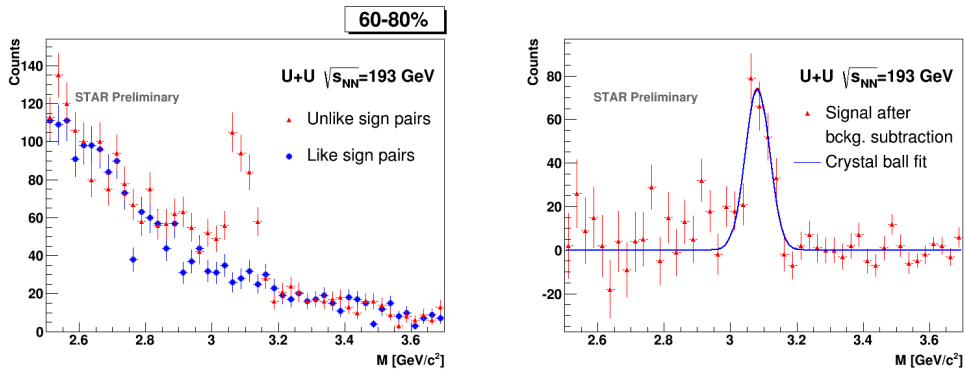 60-80%
Counts
140
120
100
80
60
40
20
0
STAR Preliminary
U+U √sNN=193 GeV
Unlike sign pairs
Like sign pairs
2.6 2.8 3 3.2 3.4 3.6
M [GeV/c²]
Counts
80
60
40
20
0
-20
STAR Preliminary
U+U √sNN=193 GeV
Signal after
bckg. subtraction
Crystal ball fit
2.6 2.8 3 3.2 3.4 3.6
M [GeV/c²]